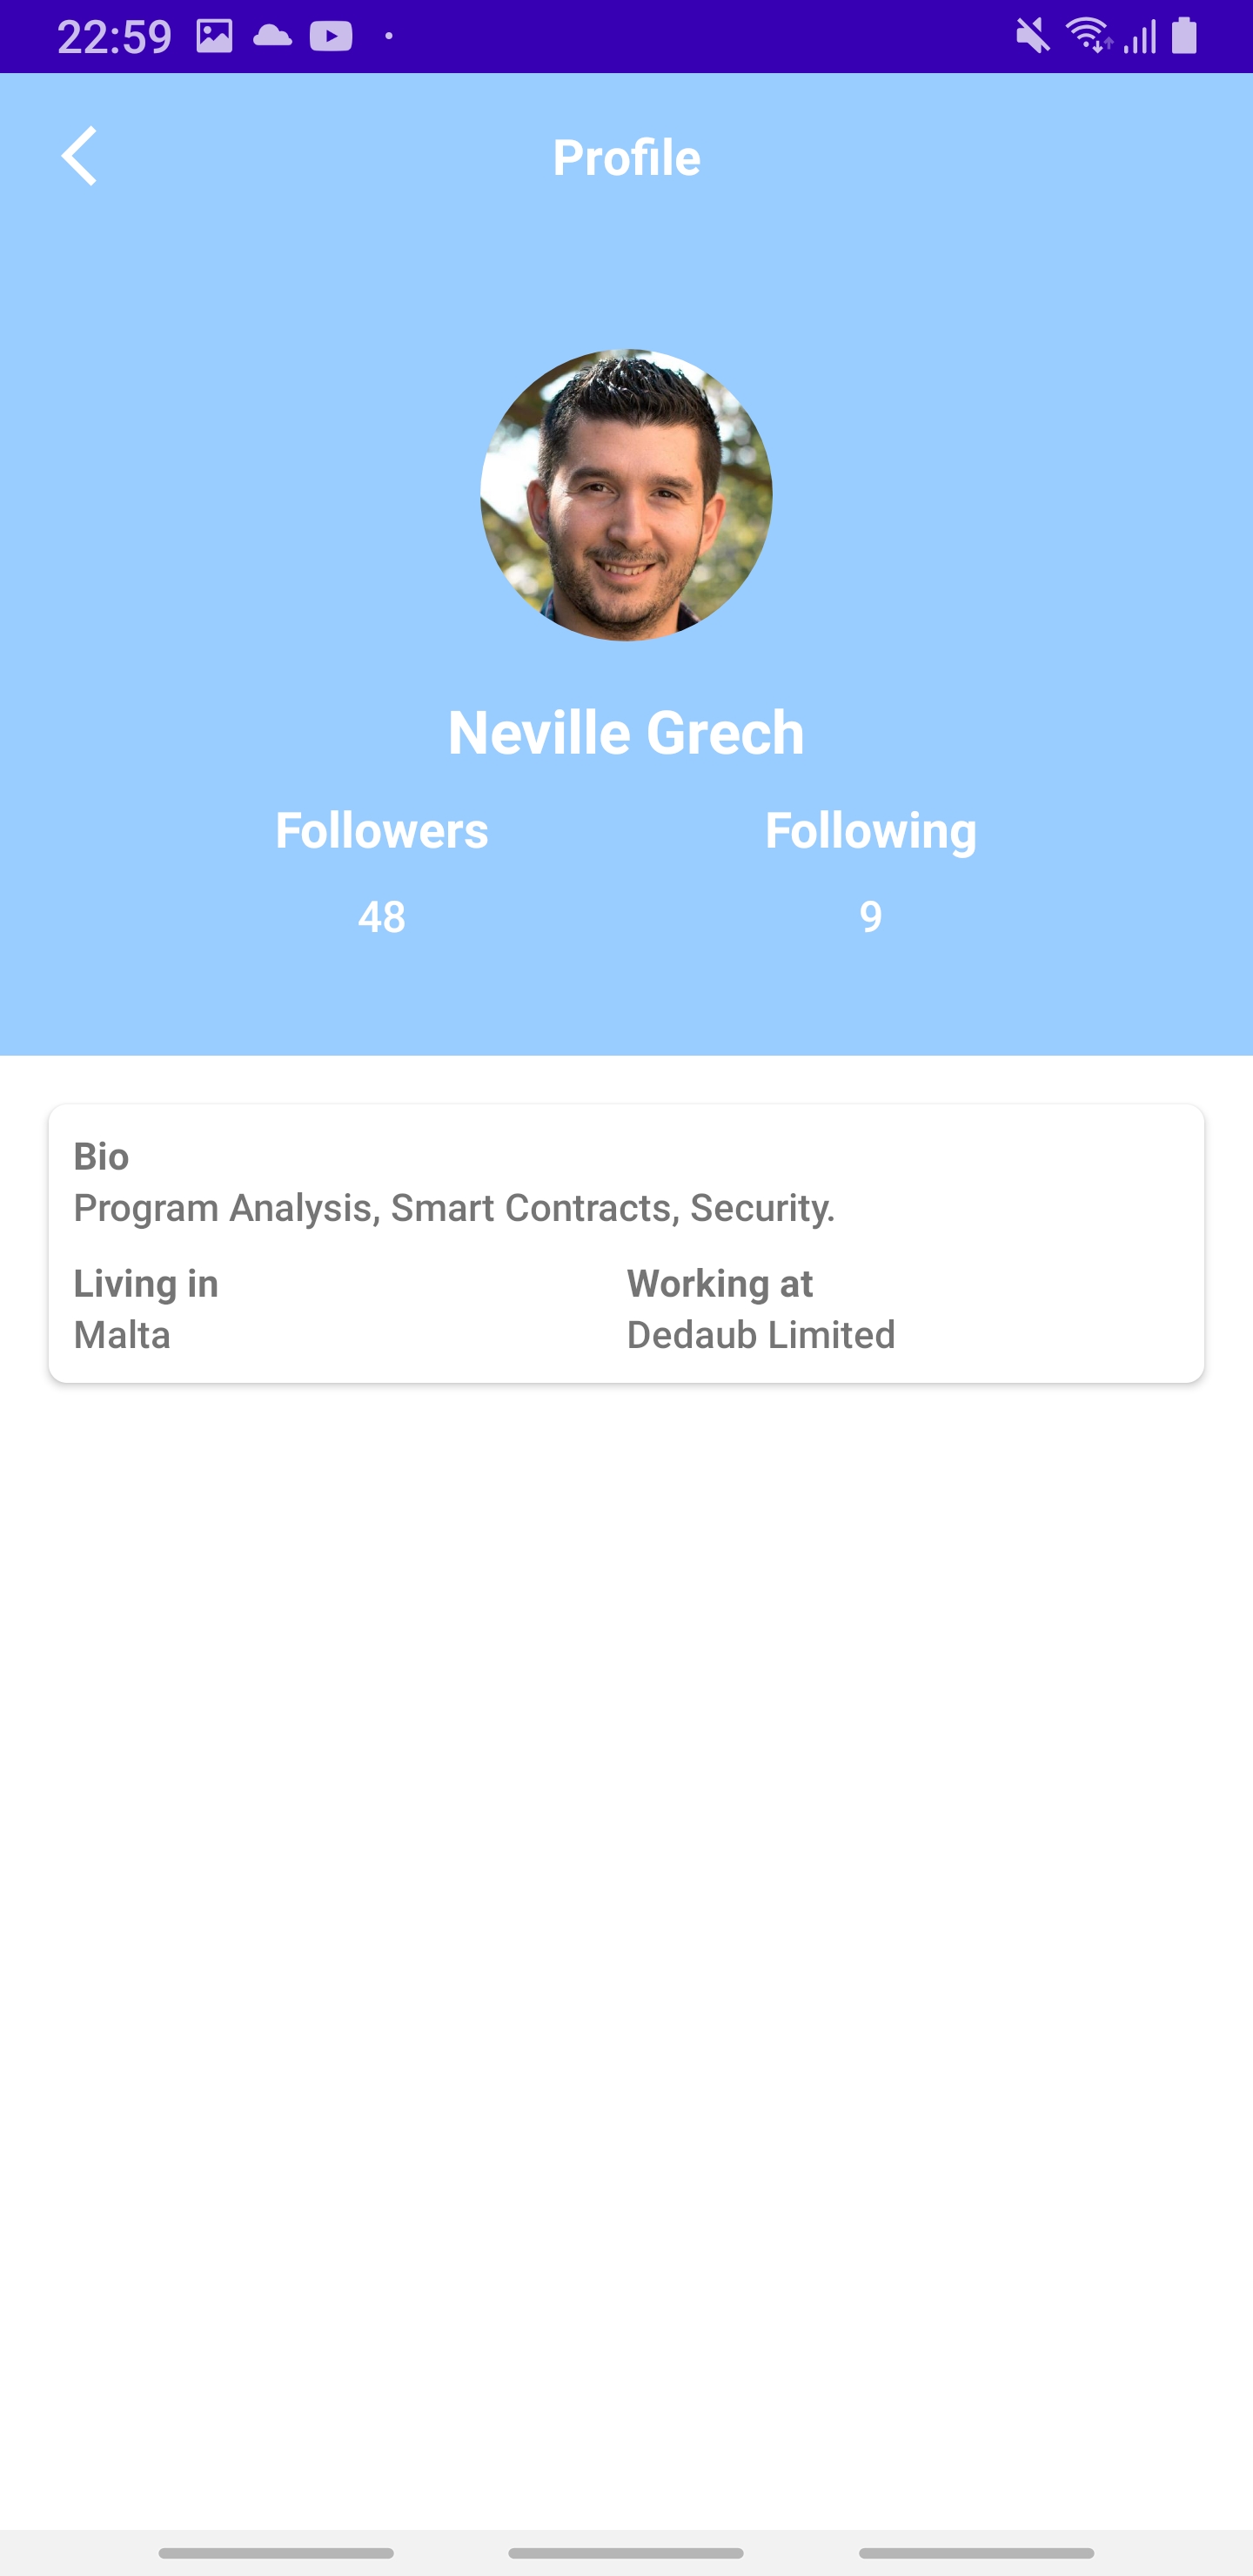 22:59
Profile
Neville Grech
Followers Following
48 9
Bio
Program Analysis, Smart Contracts, Security.
Living in Working at
Malta Dedaub Limited